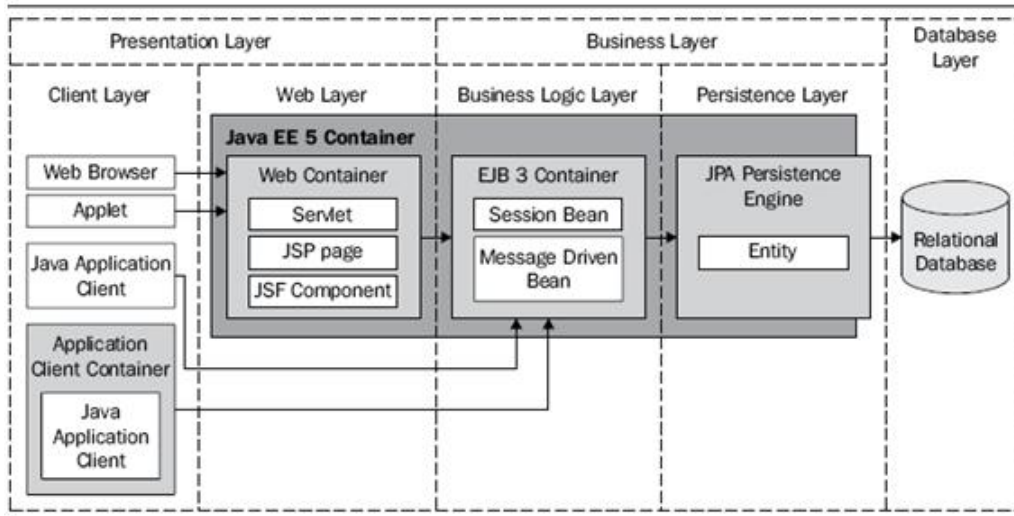 Presentation Layer
Business Layer
Database
Layer
Client Layer
Web Layer
Business Logic Layer
Persistence Layer
Java EE 5 Container
Web Browser
Applet
Java Application
Client
Application
Client Container
Java
Application
Client
Web Container
Servlet
JSP page
JSF Component
EJB 3 Container
Session Bean
Message Driven
Bean
JPA Persistence
Engine
Entity
Relational
Database